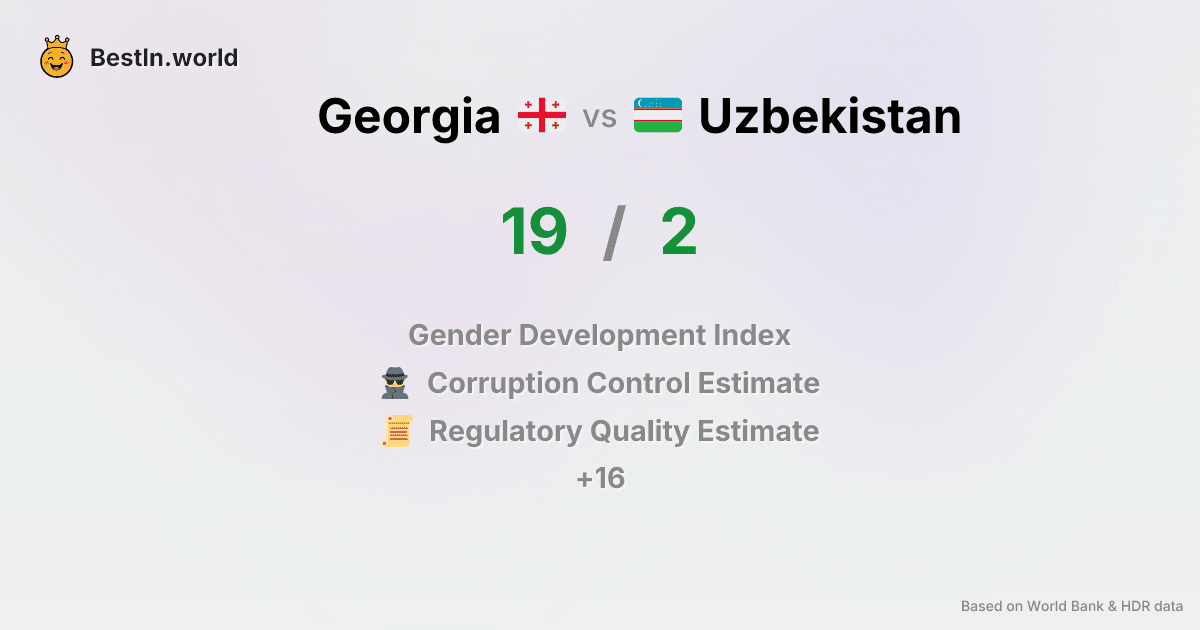 BestIn.world
Georgia vs Uzbekistan
19 / 2
Gender Development Index
Corruption Control Estimate
Regulatory Quality Estimate
+16
Based on World Bank & HDR data